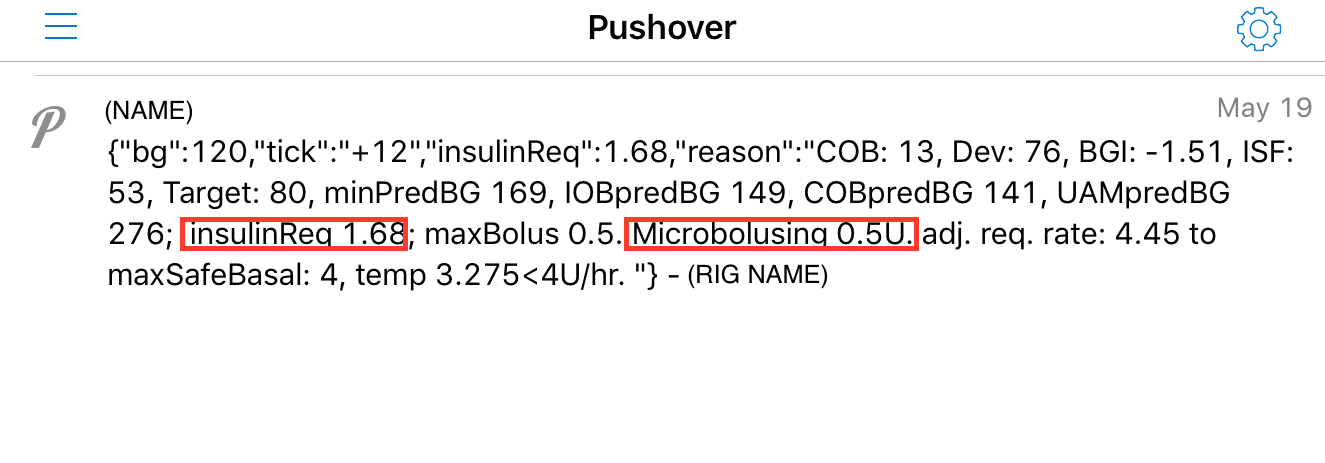 Pushover
May 19
(NAME)
{"bg":120,"tick":"+12","insulinReq":1.68,"reason":"COB: 13, Dev: 76, BGI: -1.51, ISF:
53, Target: 80, minPredBG 169, IOBpredBG 149, COBpredBG 141, UAMpredBG
276; insulinReq 1.68; maxBolus 0.5. Microbolusing 0.5U. adj. req. rate: 4.45 to
maxSafeBasal: 4, temp 3.275<4U/hr. "} - (RIG NAME)